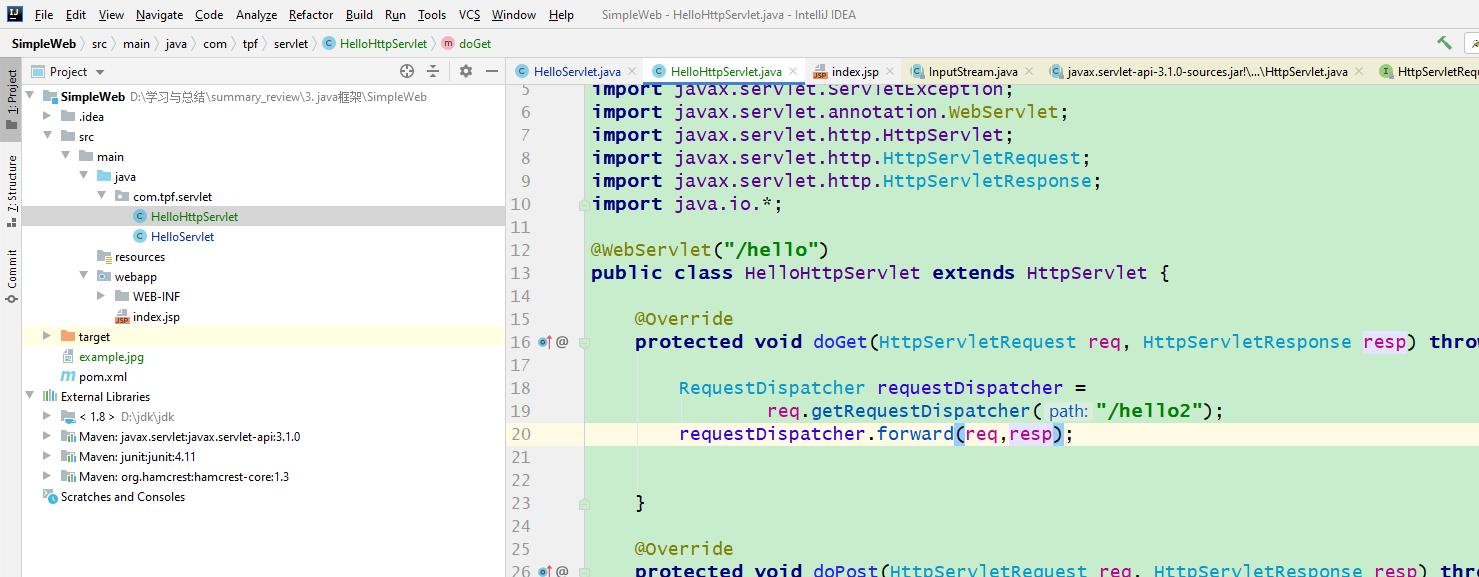 File Edit View Navigate Code Analyze Refactor Build Run Tools VCS Window Help SimpleWeb - HelloHttpServlet.java - IntelliJ IDEA
SimpleWeb src main java com tpf servlet HelloHttpServlet doGet
1: Project
7: Structure
Commit
Project
SimpleWeb D:\学习与总结\summary_review\3. java框架\SimpleWeb
.idea
src
main
java
com.tpf.servlet
HelloHttpServlet
HelloServlet
resources
webapp
WEB-INF
index.jsp
target
example.jpg
pom.xml
External Libraries
< 1.8 > D:\jdk\jdk
Maven: javax.servlet:javax.servlet-api:3.1.0
Maven: junit:junit:4.11
Maven: org.hamcrest:hamcrest-core:1.3
Scratches and Consoles
HelloServlet.java HelloHttpServlet.java index.jsp InputStream.java javax.servlet-api-3.1.0-sources.jar!\...\HttpServlet.java HttpServletRequ
5 import javax.servlet.ServletException;
6 import javax.servlet.annotation.WebServlet;
7 import javax.servlet.http.HttpServlet;
8 import javax.servlet.http.HttpServletRequest;
9 import javax.servlet.http.HttpServletResponse;
10 import java.io.*;
11
12 @WebServlet("/hello")
13 public class HelloHttpServlet extends HttpServlet {
14
15 @Override
16 protected void doGet(HttpServletRequest req, HttpServletResponse resp) throw
17
18 RequestDispatcher requestDispatcher =
19 req.getRequestDispatcher( path: "/hello2");
20 requestDispatcher.forward(req,resp);
21
22
23 }
24
25 @Override
26 protected void doPost(HttpServletRequest req, HttpServletResponse resp) thr